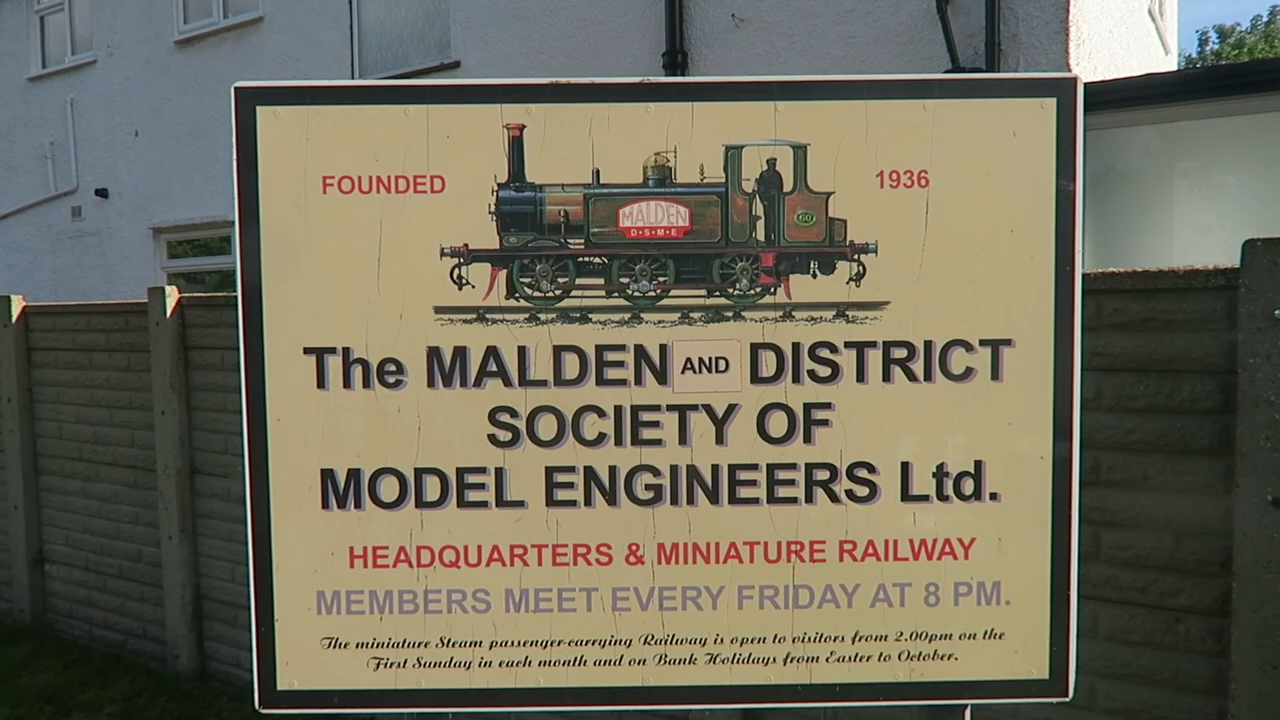 FOUNDED 1936
MALDEN
D·S·M·E
60
The MALDEN AND DISTRICT
SOCIETY OF
MODEL ENGINEERS Ltd.
HEADQUARTERS & MINIATURE RAILWAY
MEMBERS MEET EVERY FRIDAY AT 8 PM.
The miniature Steam passenger-carrying Railway is open to visitors from 2.00pm on the
First Sunday in each month and on Bank Holidays from Easter to October.